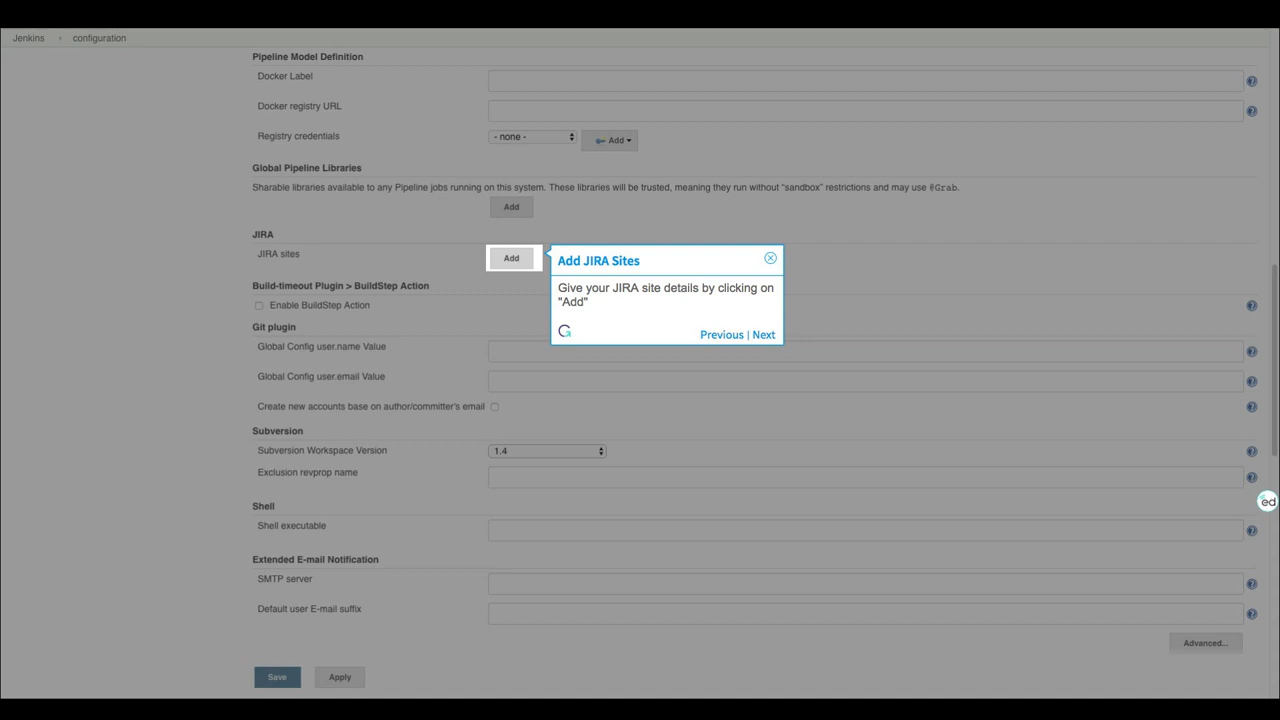 Jenkins configuration
Pipeline Model Definition
Docker Label
Docker registry URL
Registry credentials - none - Add
Global Pipeline Libraries
Sharable libraries available to any Pipeline jobs running on this system. These libraries will be trusted, meaning they run without “sandbox” restrictions and may use @Grab.
Add
JIRA
JIRA sites Add
Add JIRA Sites
Give your JIRA site details by clicking on
"Add"
Previous | Next
Build-timeout Plugin > BuildStep Action
Enable BuildStep Action
Git plugin
Global Config user.name Value
Global Config user.email Value
Create new accounts base on author/committer's email
Subversion
Subversion Workspace Version 1.4
Exclusion revprop name
ed
Shell
Shell executable
Extended E-mail Notification
SMTP server
Default user E-mail suffix
Advanced...
Save Apply